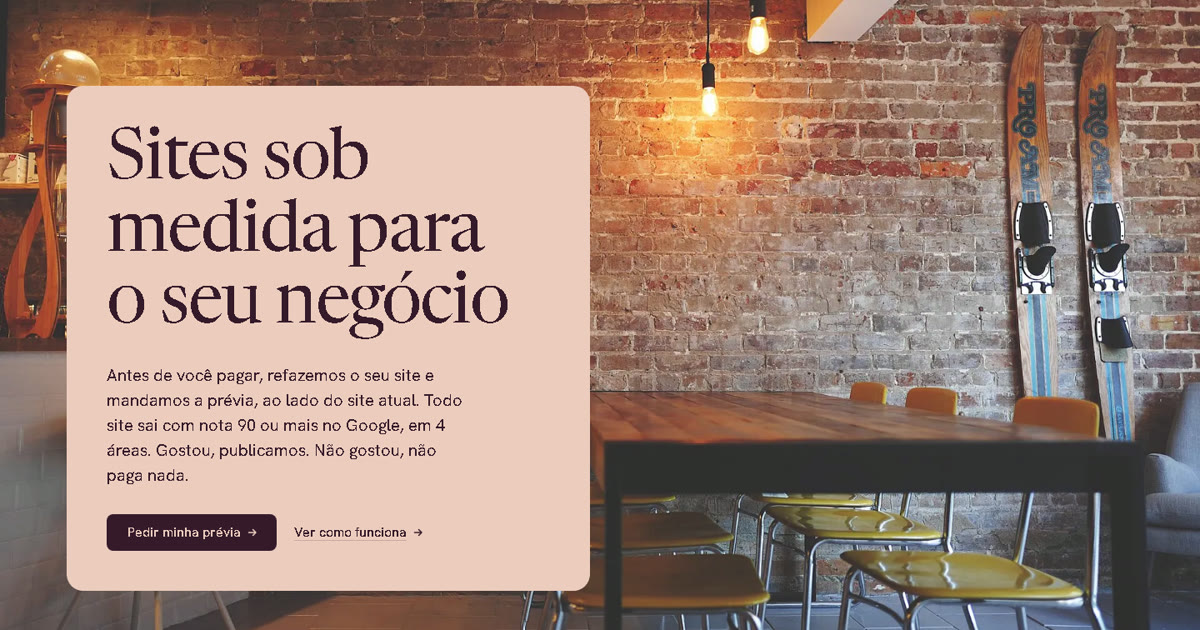 Sites sob
medida para
o seu negócio
Antes de você pagar, refazemos o seu site e
mandamos a prévia, ao lado do site atual. Todo
site sai com nota 90 ou mais no Google, em 4
áreas. Gostou, publicamos. Não gostou, não
paga nada.
Pedir minha prévia →
Ver como funciona →
PRO
PRO